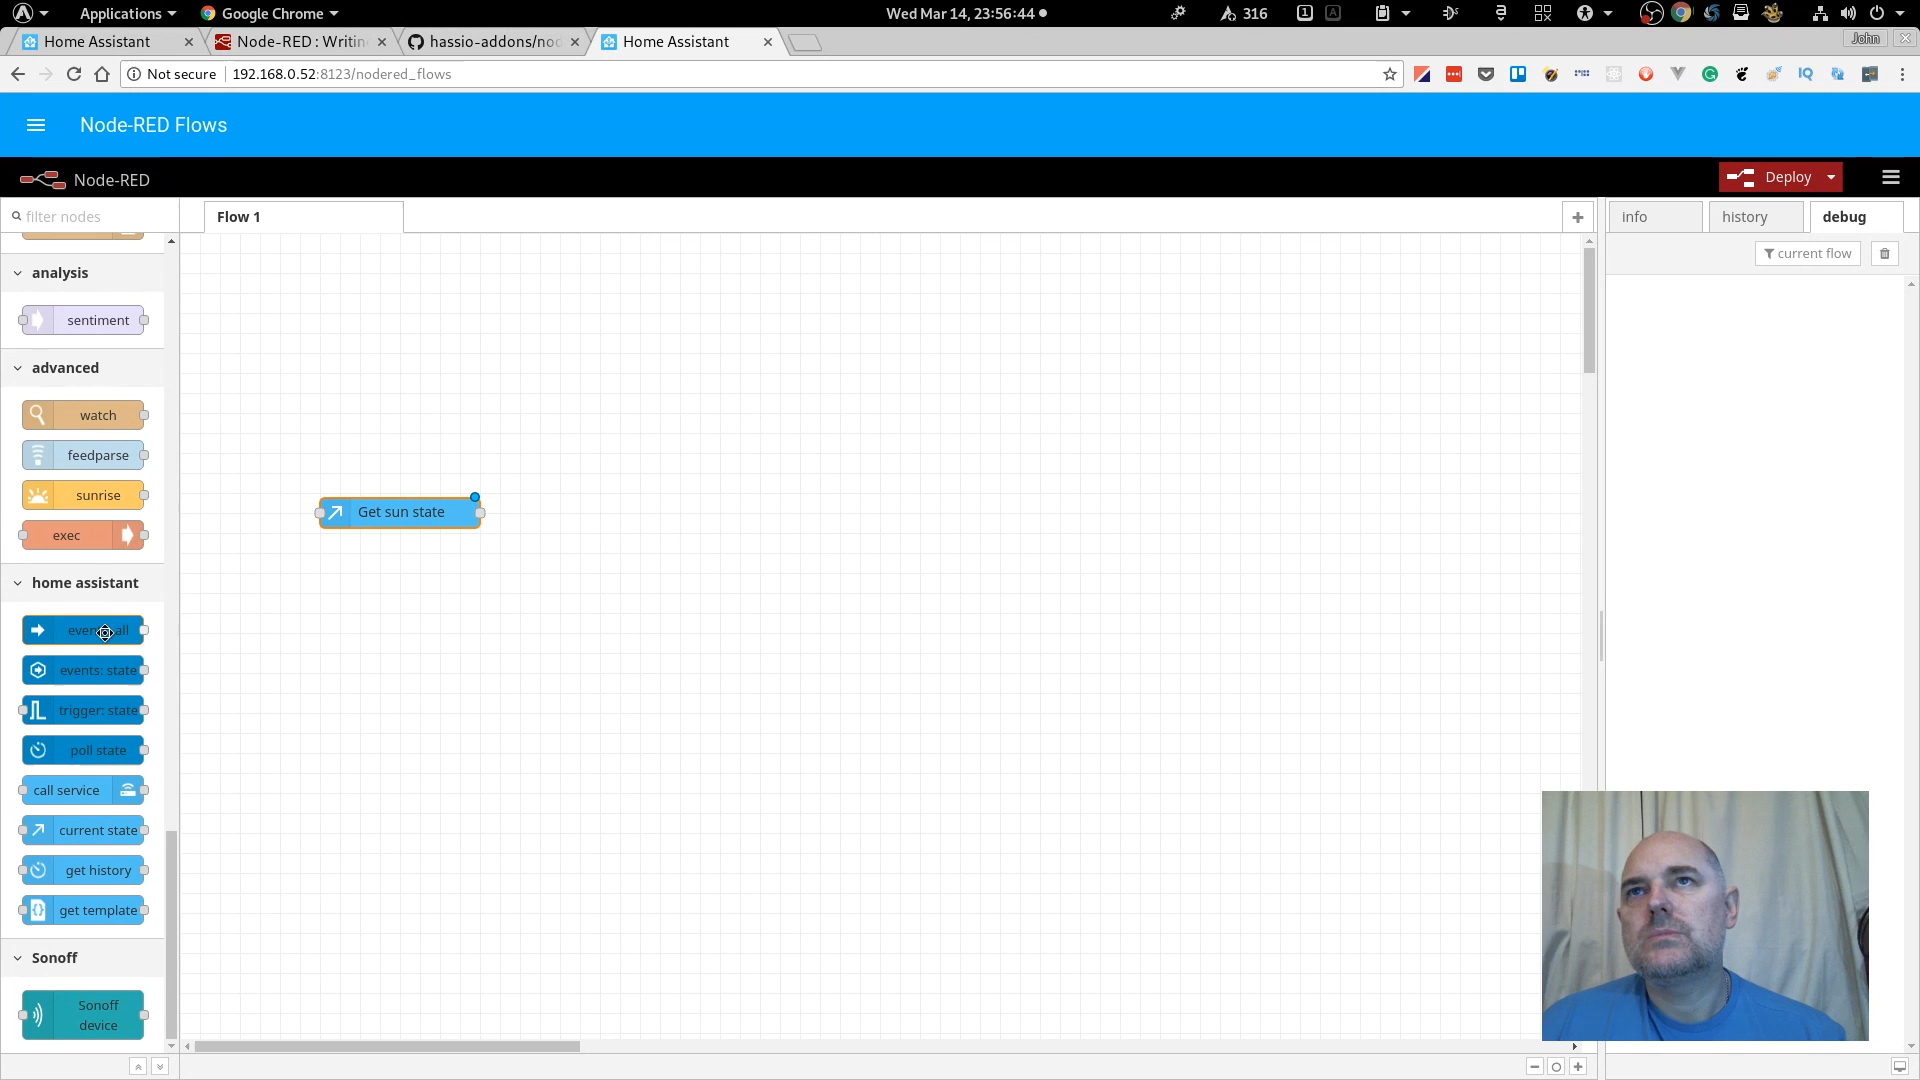 Applications
Google Chrome
Wed Mar 14, 23:56:44
316
1
A
Home Assistant
Node-RED : Writin
hassio-addons/nod
Home Assistant
John
Not secure
192.168.0.52:8123/nodered_flows
IQ
Node-RED Flows
Node-RED
Deploy
filter nodes
Flow 1
info
history
debug
current flow
analysis
sentiment
advanced
watch
feedparse
sunrise
exec
home assistant
events: state
trigger: state
poll state
call service
current state
get history
get template
Sonoff
Sonoff
device
Get sun state